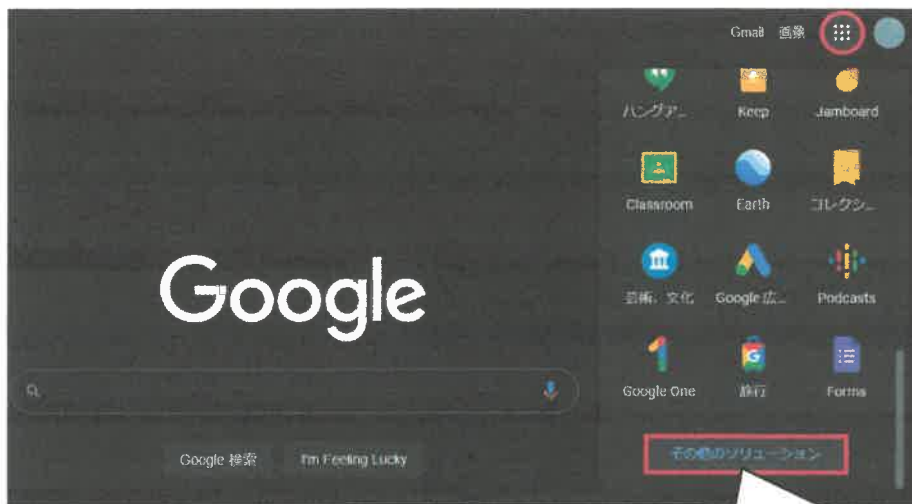 Gmail 画像
ハングア...
Keep
Jamboard
Classroom
Earth
コレクシ...
芸術、文化
Google 広...
Podcasts
Google One
旅行
Forms
Google
Google 検索
I'm Feeling Lucky
その他のソリューション